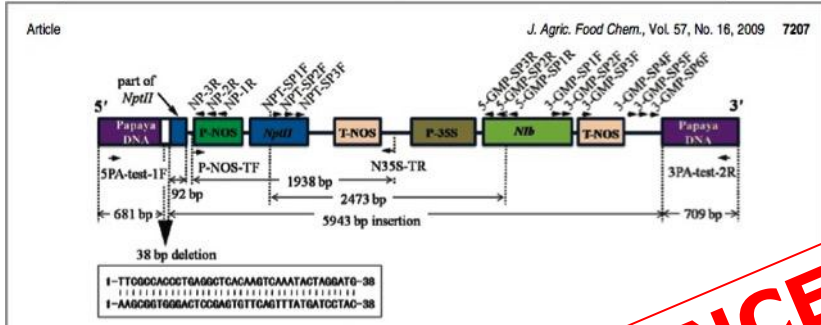 Article
J. Agric. Food Chem., Vol. 57, No. 16, 2009 7207
part of
NptII
NP-3R
NP-2R
NP-1R
NPT-SP1F
NPT-SP2F
NPT-SP3F
5-GMP-SP3R
5-GMP-SP2R
5-GMP-SP1R
3-GMP-SP1F
3-GMP-SP2F
3-GMP-SP3F
3-GMP-SP4F
3-GMP-SP5F
3-GMP-SP6F
5'
3'
Papaya
DNA
P-NOS
NptII
T-NOS
P-35S
NIb
T-NOS
Papaya
DNA
5PA-test-1F
P-NOS-TF
N35S-TR
3PA-test-2R
92 bp
1938 bp
2473 bp
681 bp
5943 bp insertion
709 bp
38 bp deletion
1-TTCGCCACCCTGAGGCTCACAAGTCAAATACTAGGATG-38
1-AAGCGGTGGGACTCCGAGTGTTCAGTTTATGATCCTAC-38